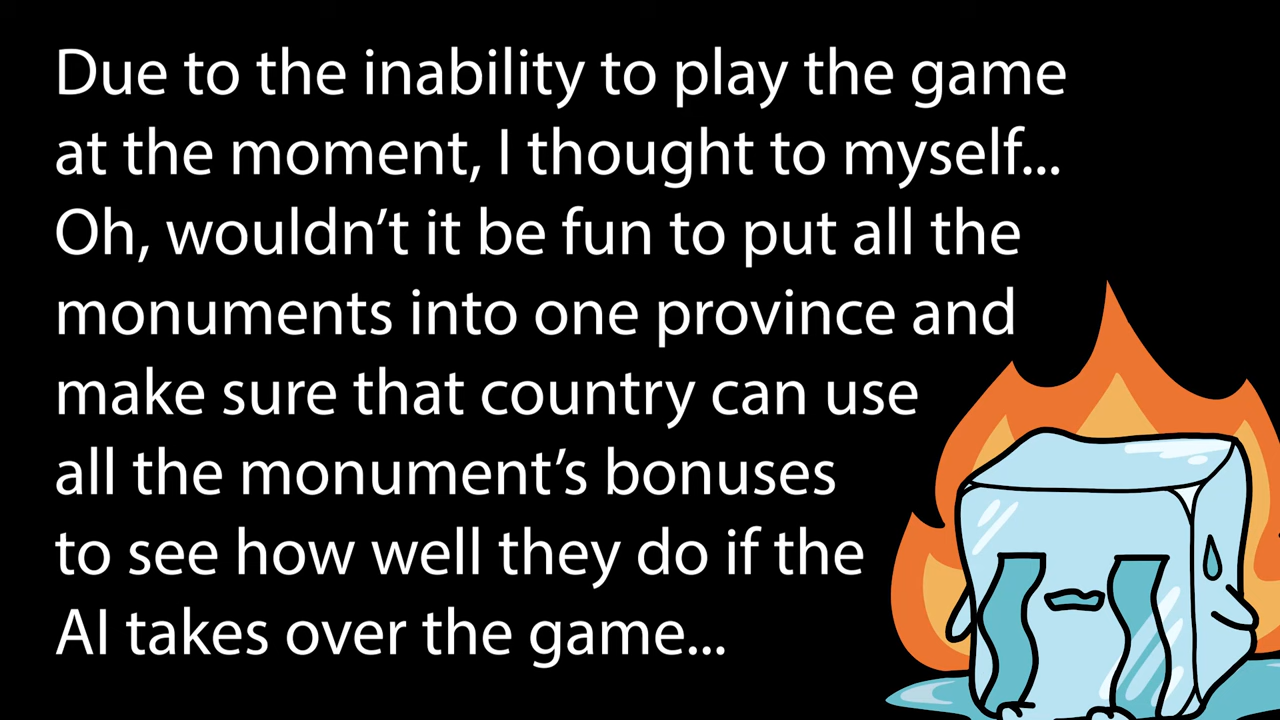 Due to the inability to play the game
at the moment, I thought to myself...
Oh, wouldn’t it be fun to put all the
monuments into one province and
make sure that country can use
all the monument’s bonuses
to see how well they do if the
AI takes over the game...